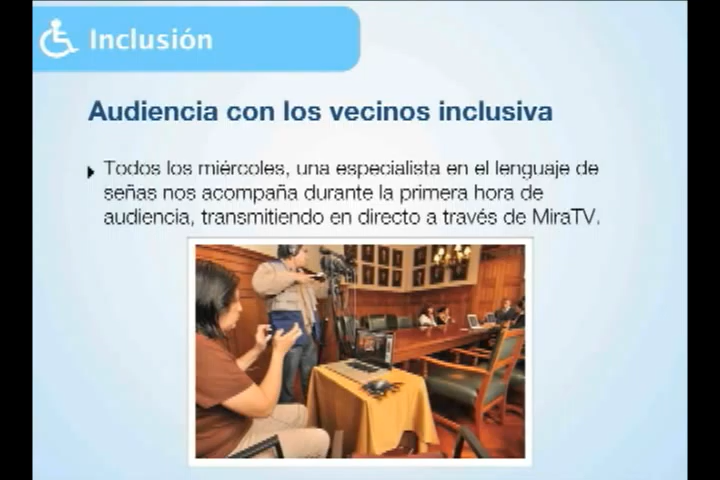 Inclusión
Audiencia con los vecinos inclusiva
Todos los miércoles, una especialista en el lenguaje de
señas nos acompaña durante la primera hora de
audiencia, transmitiendo en directo a través de MiraTV.